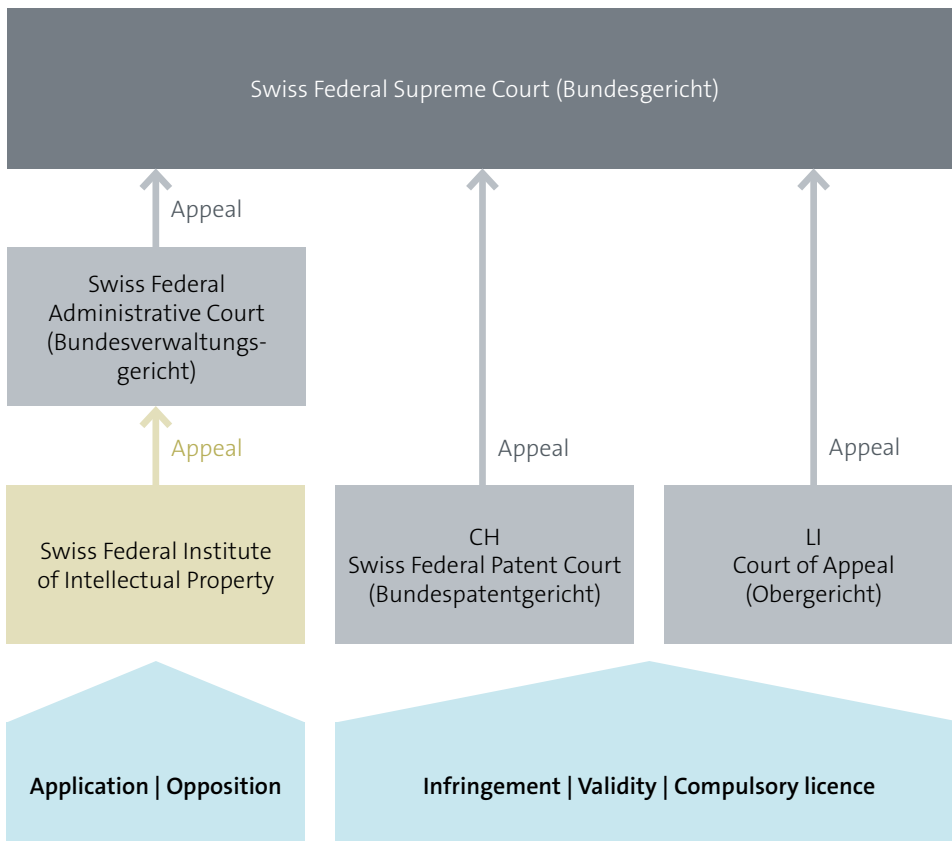 Swiss Federal Supreme Court (Bundesgericht)
Appeal
Swiss Federal
Administrative Court
(Bundesverwaltungs-
gericht)
Appeal
Appeal
Appeal
Swiss Federal Institute
of Intellectual Property
CH
Swiss Federal Patent Court
(Bundespatentgericht)
LI
Court of Appeal
(Obergericht)
Application | Opposition
Infringement | Validity | Compulsory licence